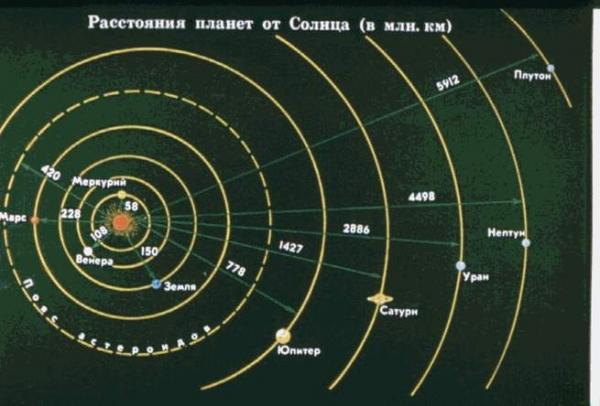 Расстояния планет от Солнца (в млн. км)
5912
Плутон
420
Меркурий
58
4498
Марс
228
108
2886
Нептун
150
1427
Венера
778
Уран
Земля
Сатурн
Пояс астероидов
Юпитер